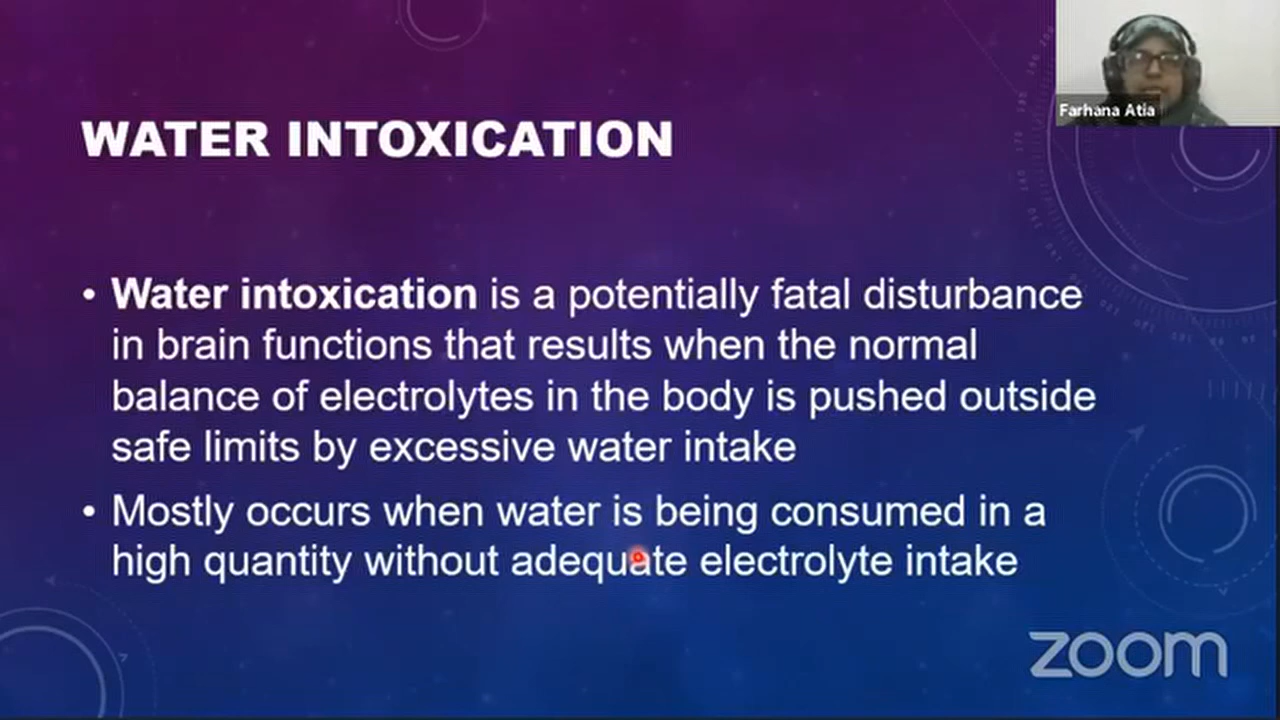 Farhana Atia
WATER INTOXICATION
• Water intoxication is a potentially fatal disturbance
in brain functions that results when the normal
balance of electrolytes in the body is pushed outside
safe limits by excessive water intake
• Mostly occurs when water is being consumed in a
high quantity without adequate electrolyte intake
zoom